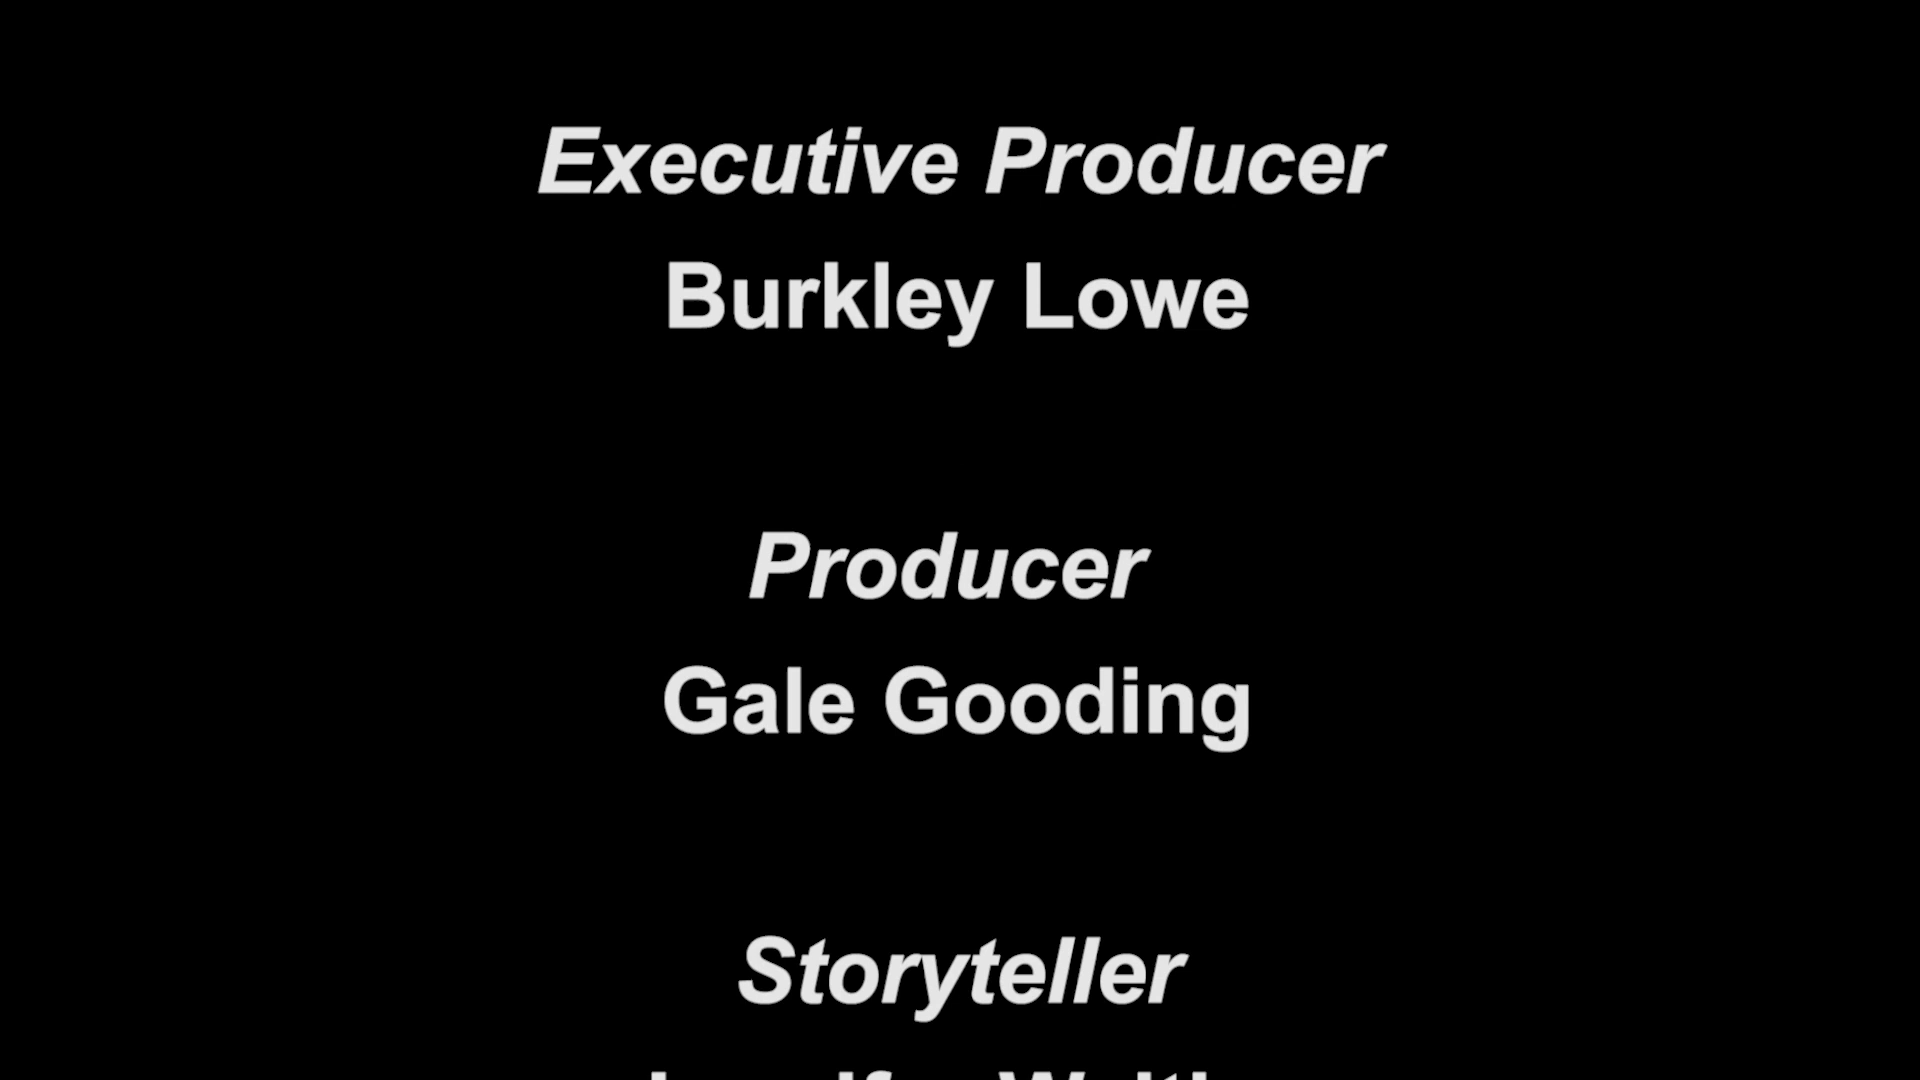 Executive Producer
Burkley Lowe
Producer
Gale Gooding
Storyteller